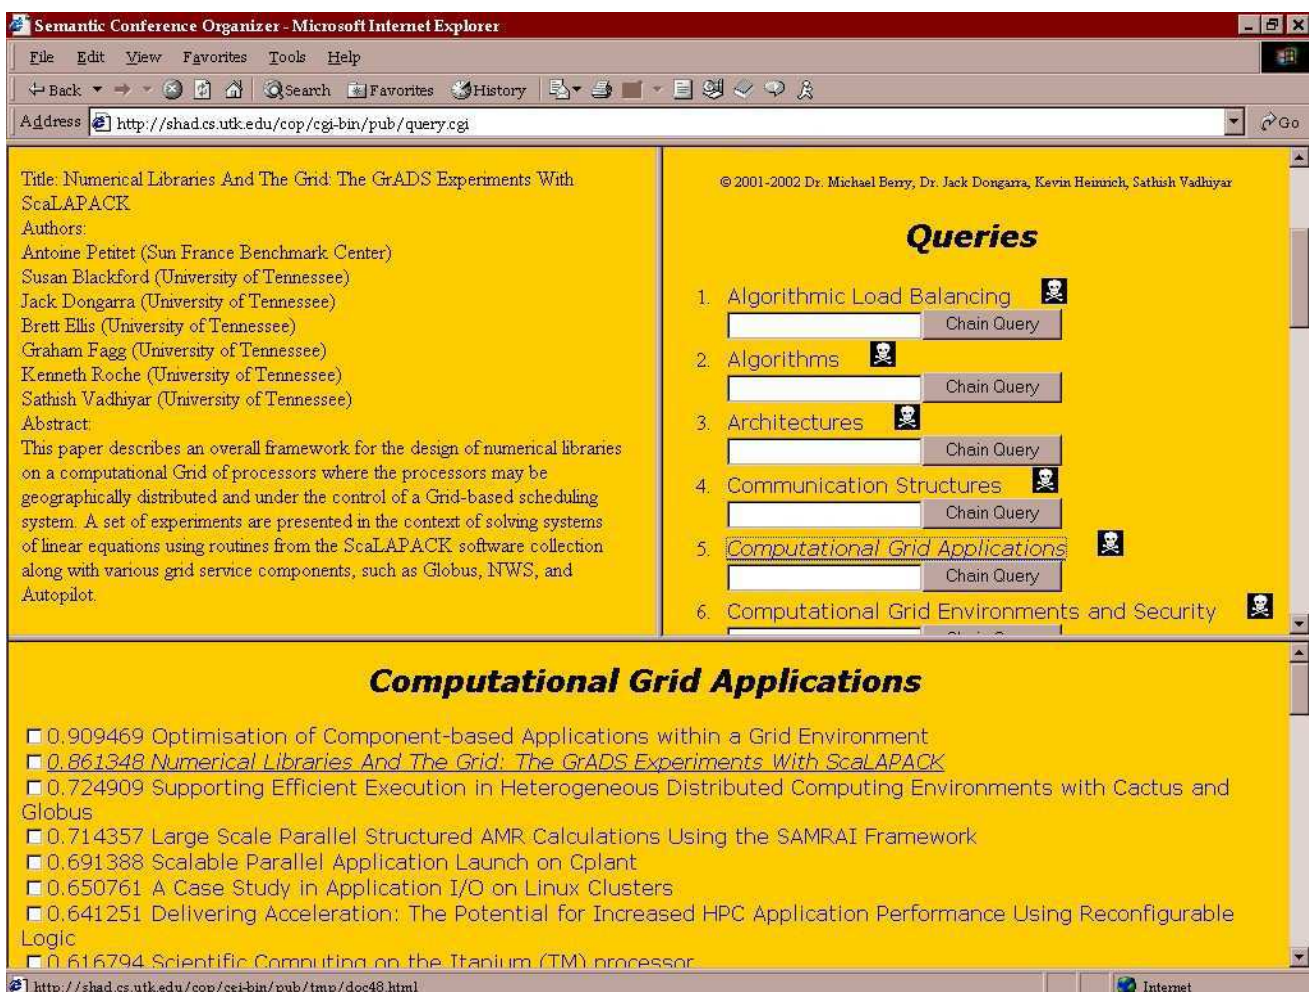 Semantic Conference Organizer - Microsoft Internet Explorer
File Edit View Favorites Tools Help
Back Search Favorites History
Address http://shad.cs.utk.edu/cop/cgi-bin/pub/query.cgi Go
Title: Numerical Libraries And The Grid: The GrADS Experiments With
ScaLAPACK
Authors:
Antoine Petitet (Sun France Benchmark Center)
Susan Blackford (University of Tennessee)
Jack Dongarra (University of Tennessee)
Brett Ellis (University of Tennessee)
Graham Fagg (University of Tennessee)
Kenneth Roche (University of Tennessee)
Sathish Vadhiyar (University of Tennessee)
Abstract:
This paper describes an overall framework for the design of numerical libraries
on a computational Grid of processors where the processors may be
geographically distributed and under the control of a Grid-based scheduling
system. A set of experiments are presented in the context of solving systems
of linear equations using routines from the ScaLAPACK software collection
along with various grid service components, such as Globus, NWS, and
Autopilot.
© 2001-2002 Dr. Michael Berry, Dr. Jack Dongarra, Kevin Heinrich, Sathish Vadhiyar
Queries
1. Algorithmic Load Balancing
Chain Query
2. Algorithms
Chain Query
3. Architectures
Chain Query
4. Communication Structures
Chain Query
5. Computational Grid Applications
Chain Query
6. Computational Grid Environments and Security
Computational Grid Applications
0.909469 Optimisation of Component-based Applications within a Grid Environment
0.861348 Numerical Libraries And The Grid: The GrADS Experiments With ScaLAPACK
0.724909 Supporting Efficient Execution in Heterogeneous Distributed Computing Environments with Cactus and
Globus
0.714357 Large Scale Parallel Structured AMR Calculations Using the SAMRAI Framework
0.691388 Scalable Parallel Application Launch on Cplant
0.650761 A Case Study in Application I/O on Linux Clusters
0.641251 Delivering Acceleration: The Potential for Increased HPC Application Performance Using Reconfigurable
Logic
0.616794 Scientific Computing on the Itanium (TM) processor
http://shad.cs.utk.edu/cop/cgi-bin/pub/tmp/doc48.html Internet